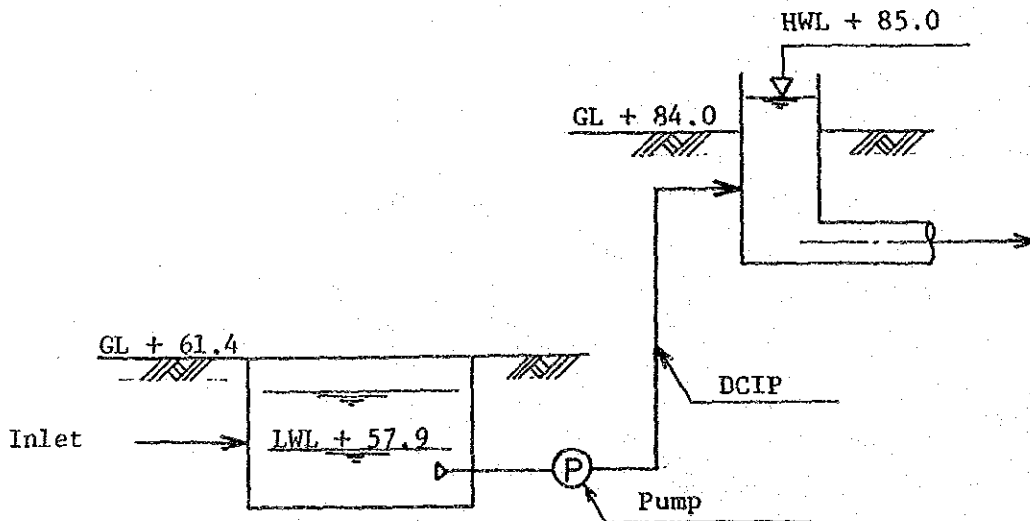 HWL + 85.0
GL + 84.0
GL + 61.4
DCIP
Inlet
LWL + 57.9
P
Pump